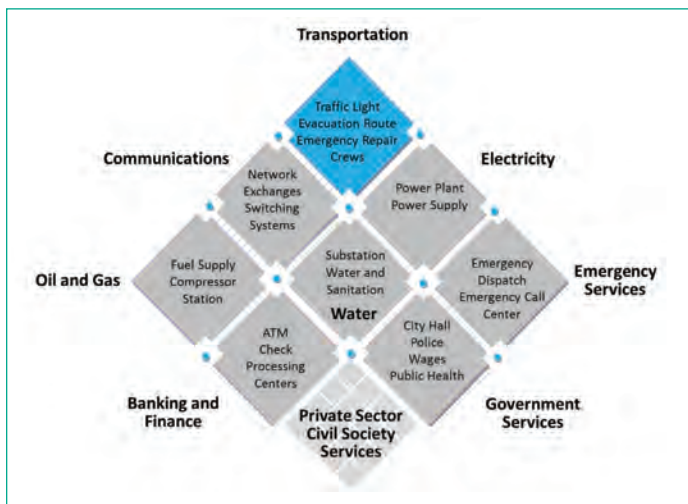 Transportation
Traffic Light
Evacuation Route
Emergency Repair
Crews
Communications
Electricity
Network
Exchanges
Switching
Systems
Power Plant
Power Supply
Oil and Gas
Fuel Supply
Compressor
Station
Substation
Water and
Sanitation
Water
Emergency
Dispatch
Emergency Call
Center
Emergency
Services
ATM
Check
Processing
Centers
City Hall
Police
Wages
Public Health
Banking and
Finance
Private Sector
Civil Society
Services
Government
Services